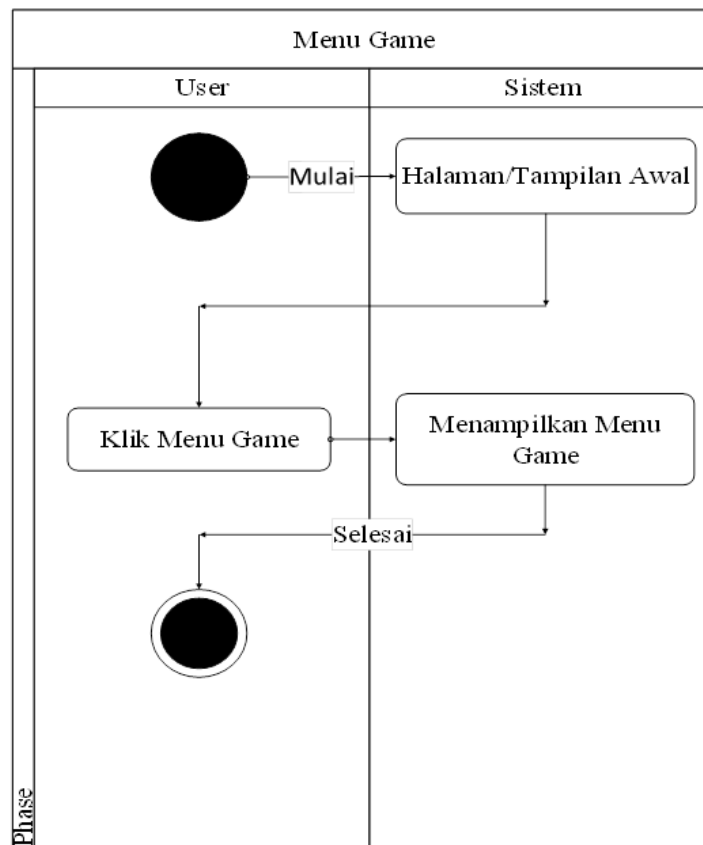 Menu Game
User
Sistem
Mulai
Halaman/Tampilan Awal
Klik Menu Game
Menampilkan Menu
Game
Selesai
Phase